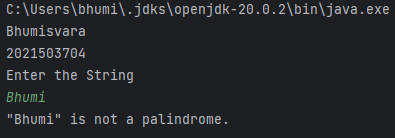 C:\Users\bhumi\.jdks\openjdk-20.0.2\bin\java.exe
Bhumisvara
2021503704
Enter the String
Bhumi
"Bhumi" is not a palindrome.